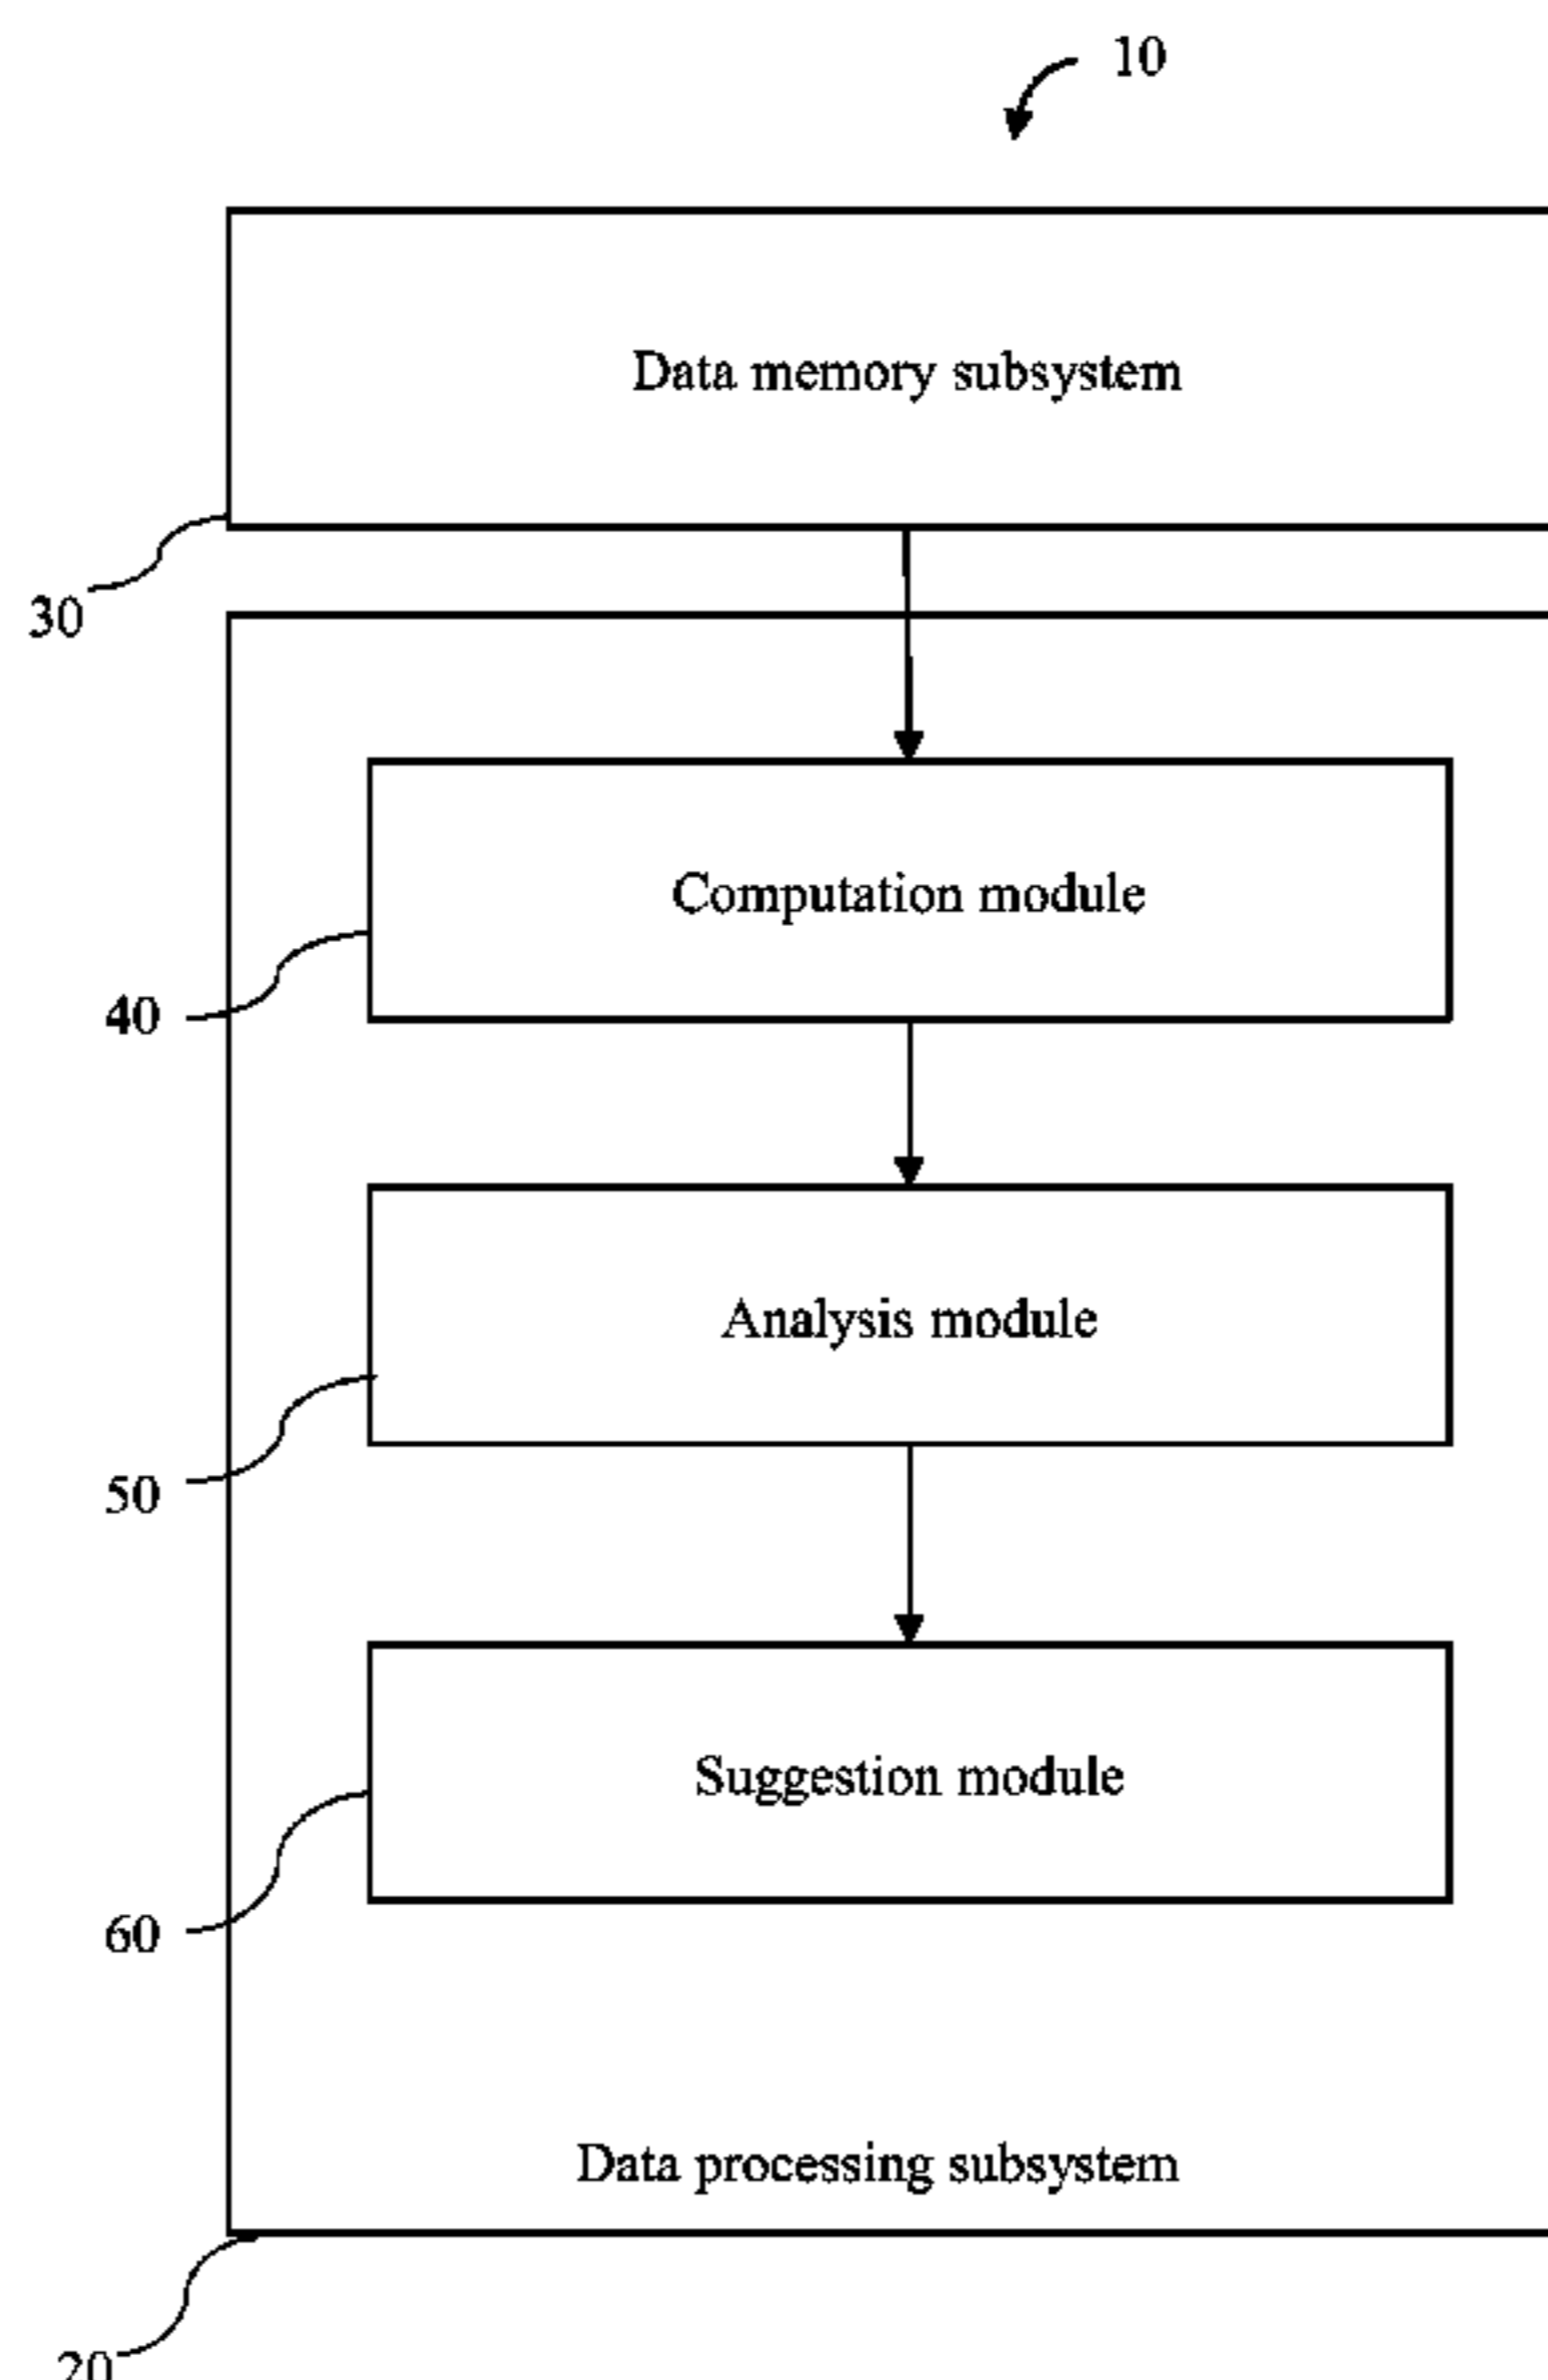 10
Data memory subsystem
30
Computation module
40
Analysis module
50
Suggestion module
60
Data processing subsystem
20